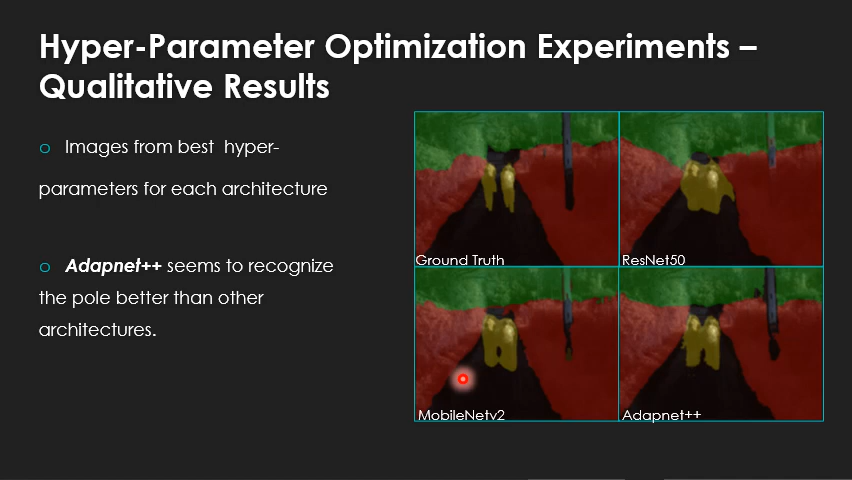 Hyper-Parameter Optimization Experiments –
Qualitative Results
o Images from best hyper-
parameters for each architecture
o Adapnet++ seems to recognize
the pole better than other
architectures.
Ground Truth
ResNet50
MobileNetv2
Adapnet++